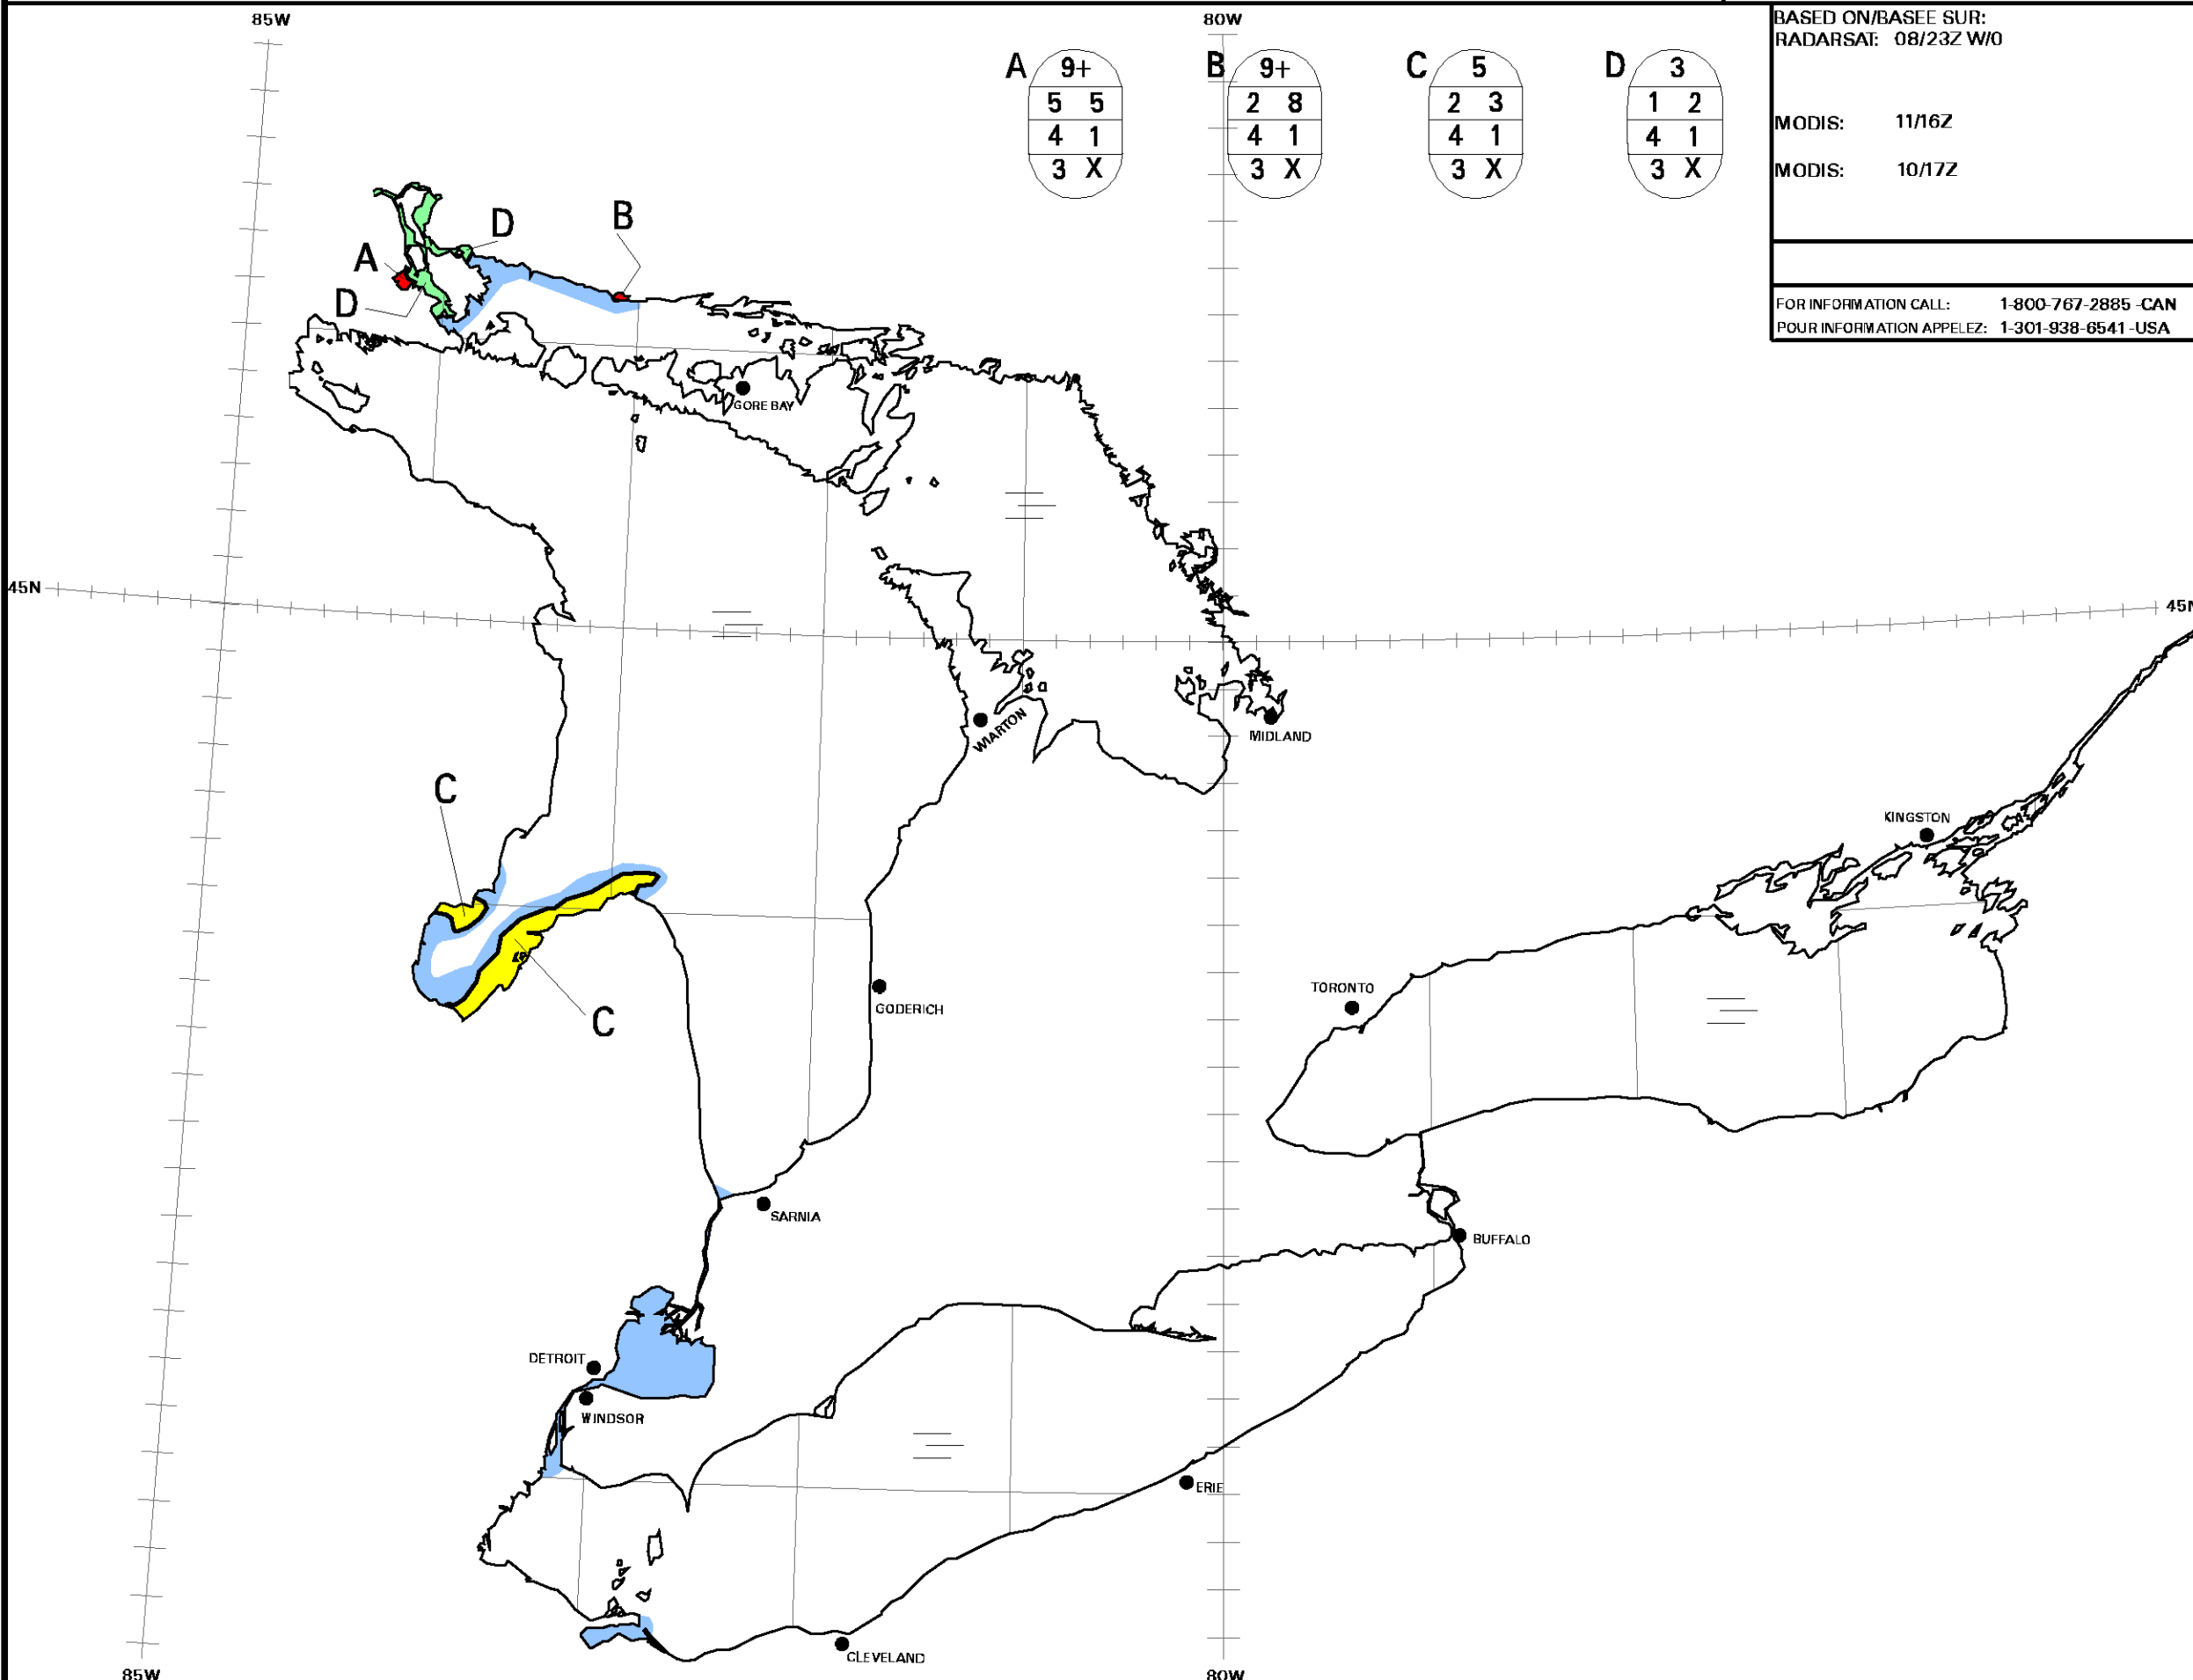 85W
80W
BASED ON/BASEE SUR:
RADARSAT: 08/23Z W/0
MODIS: 11/16Z
MODIS: 10/17Z
FOR INFORMATION CALL: 1-800-767-2885 -CAN
POUR INFORMATION APPELEZ: 1-301-938-6541 -USA
A
9+
5 5
4 1
3 X
B
9+
2 8
4 1
3 X
C
5
2 3
4 1
3 X
D
3
1 2
4 1
3 X
D
B
A
D
GORE BAY
45N
45N
WIARTON
MIDLAND
C
KINGSTON
C
GODERICH
TORONTO
SARNIA
BUFFALO
DETROIT
WINDSOR
ERIE
CLEVELAND
85W
80W